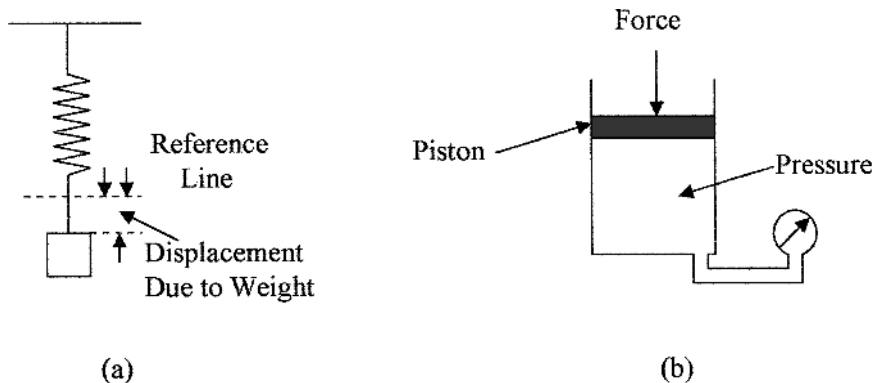 Force
Reference
Line
Piston
Pressure
Displacement
Due to Weight
(a)
(b)